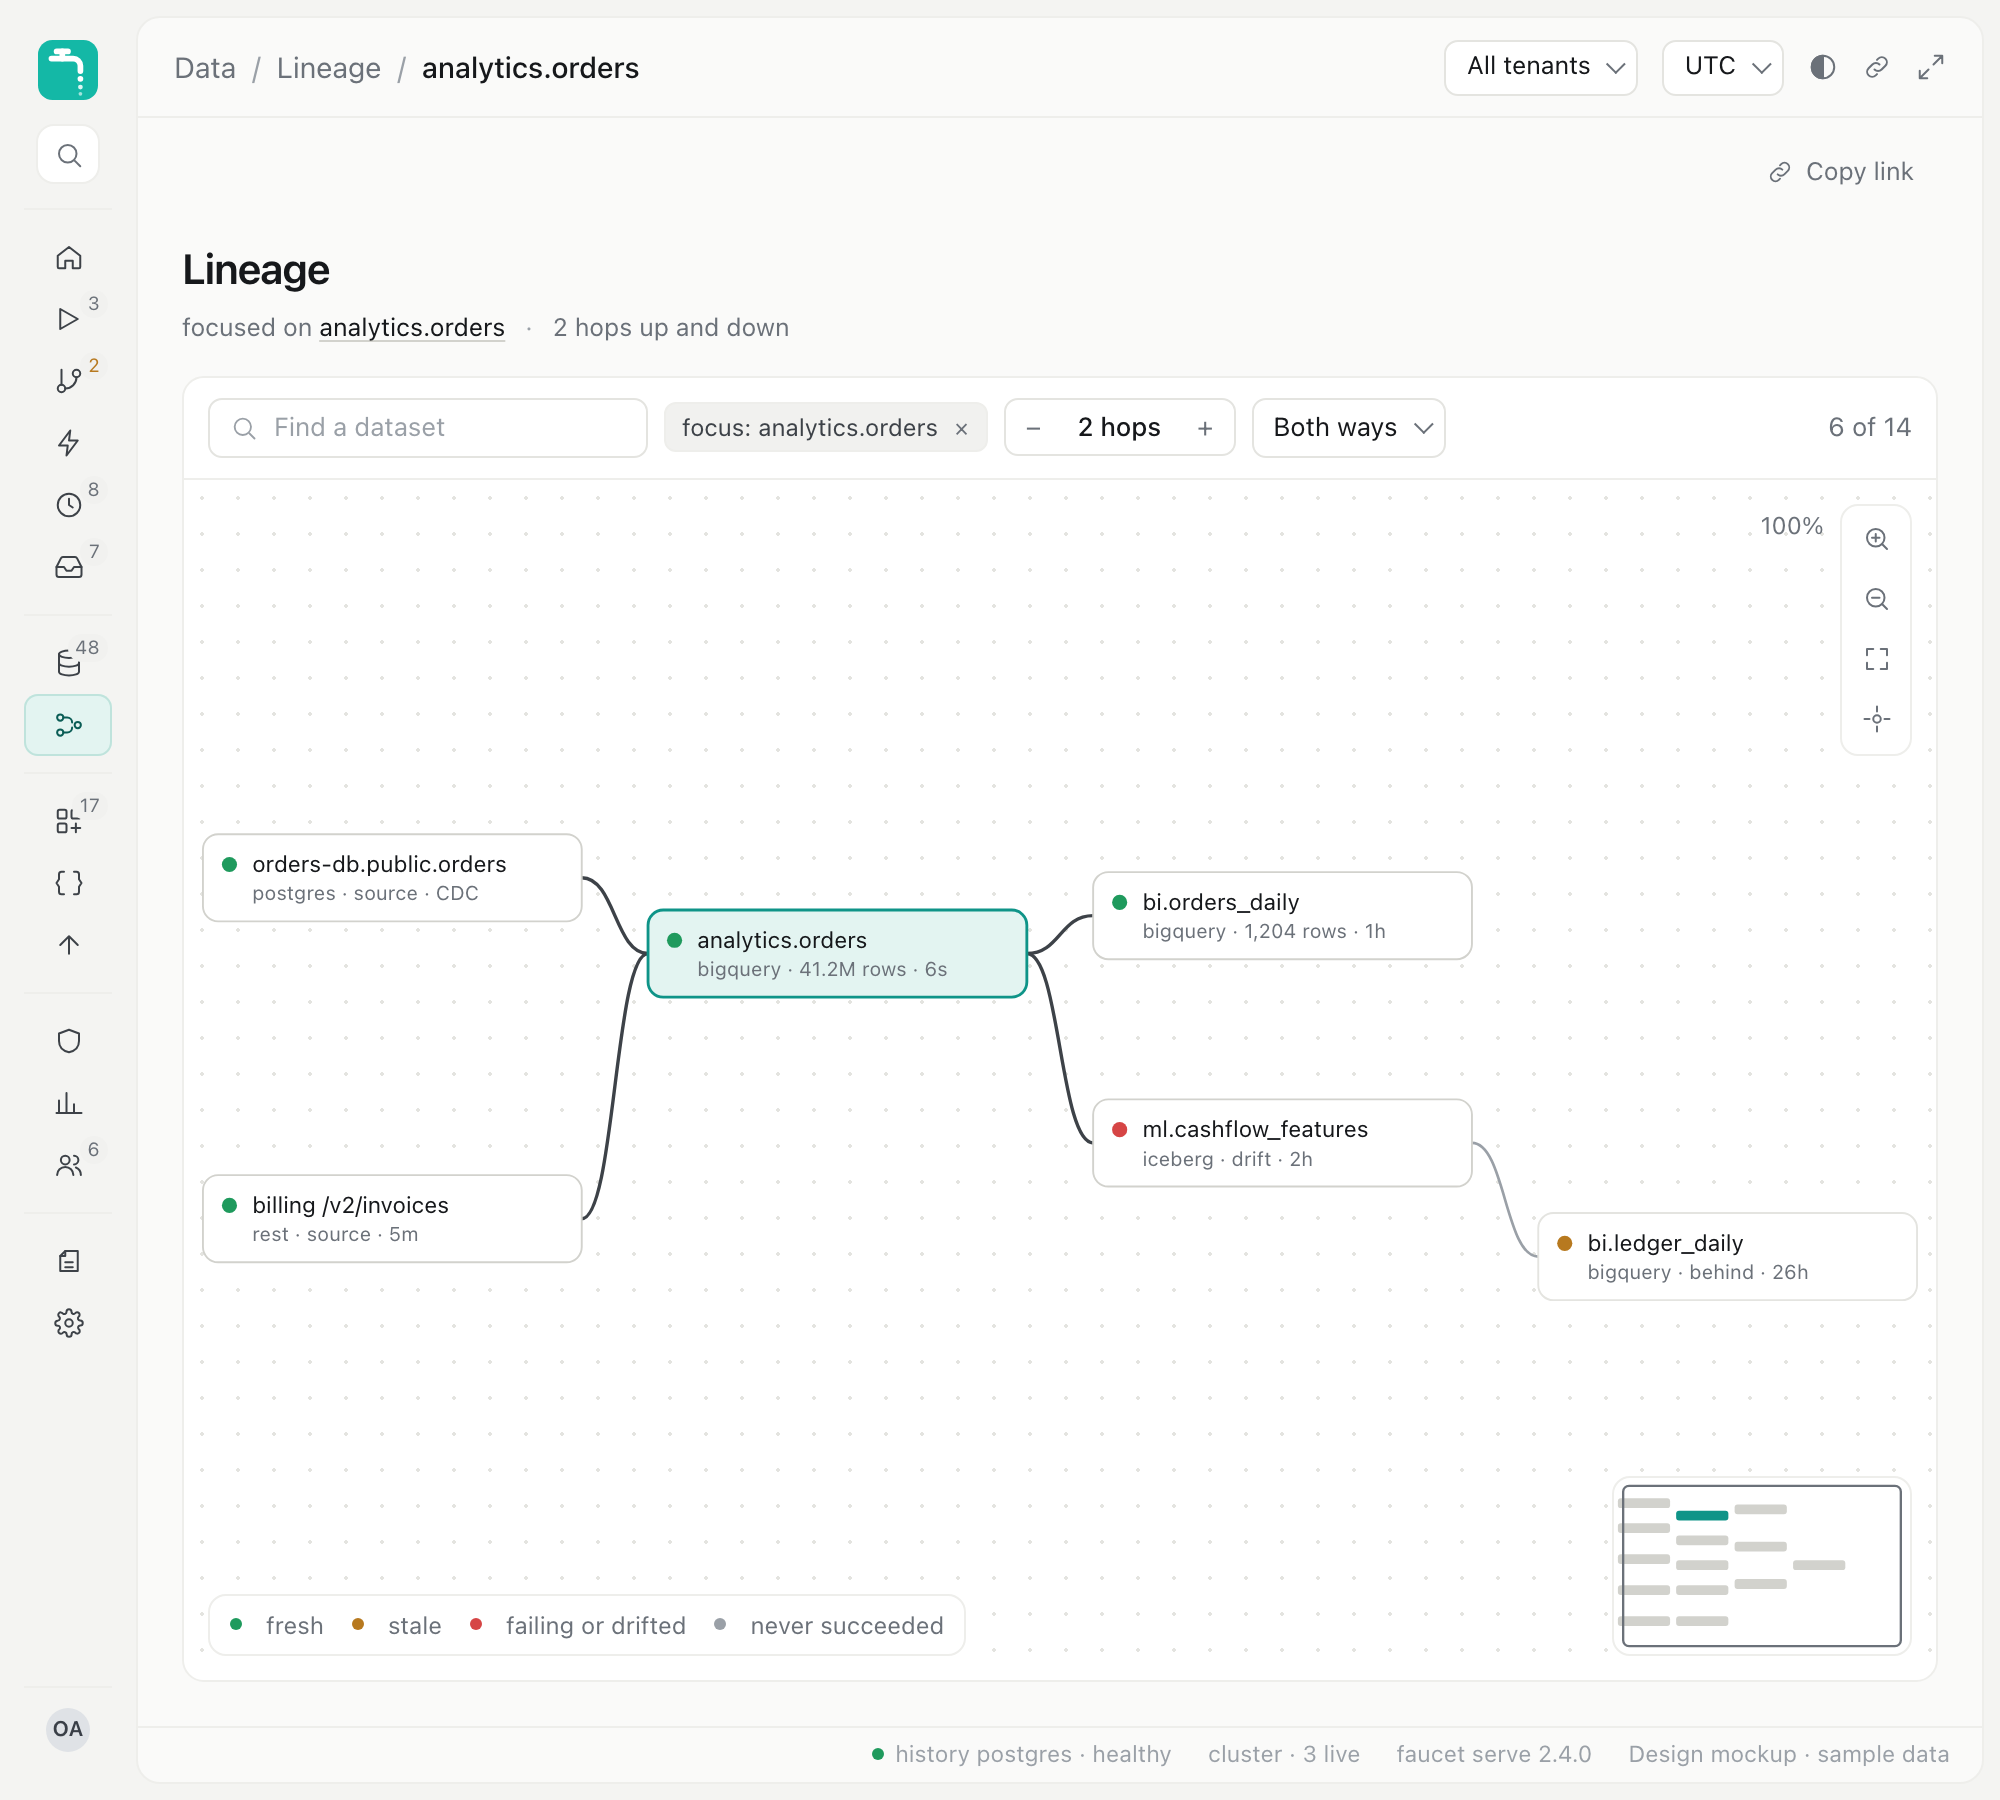 Data / Lineage / analytics.orders
All tenants
UTC
Copy link
3
2
8
7
48
17
6
OA
Lineage
focused on analytics.orders · 2 hops up and down
Find a dataset
focus: analytics.orders ×
− 2 hops +
Both ways
6 of 14
100%
orders-db.public.orders
postgres · source · CDC
analytics.orders
bigquery · 41.2M rows · 6s
bi.orders_daily
bigquery · 1,204 rows · 1h
ml.cashflow_features
iceberg · drift · 2h
billing /v2/invoices
rest · source · 5m
bi.ledger_daily
bigquery · behind · 26h
fresh
stale
failing or drifted
never succeeded
history postgres · healthy
cluster · 3 live
faucet serve 2.4.0
Design mockup · sample data